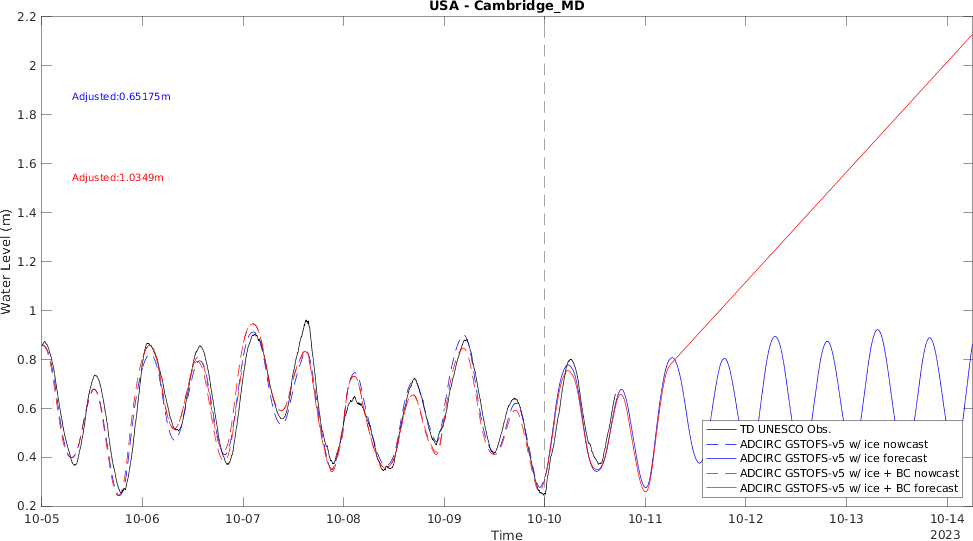 USA - Cambridge_MD
2.2
2
1.8
1.6
1.4
1.2
1
0.8
0.6
0.4
0.2
Water Level (m)
Adjusted:0.65175m
Adjusted:1.0349m
TD UNESCO Obs.
ADCIRC GSTOFS-v5 w/ ice nowcast
ADCIRC GSTOFS-v5 w/ ice forecast
ADCIRC GSTOFS-v5 w/ ice + BC nowcast
ADCIRC GSTOFS-v5 w/ ice + BC forecast
10-05 10-06 10-07 10-08 10-09 10-10 10-11 10-12 10-13 10-14
2023
Time